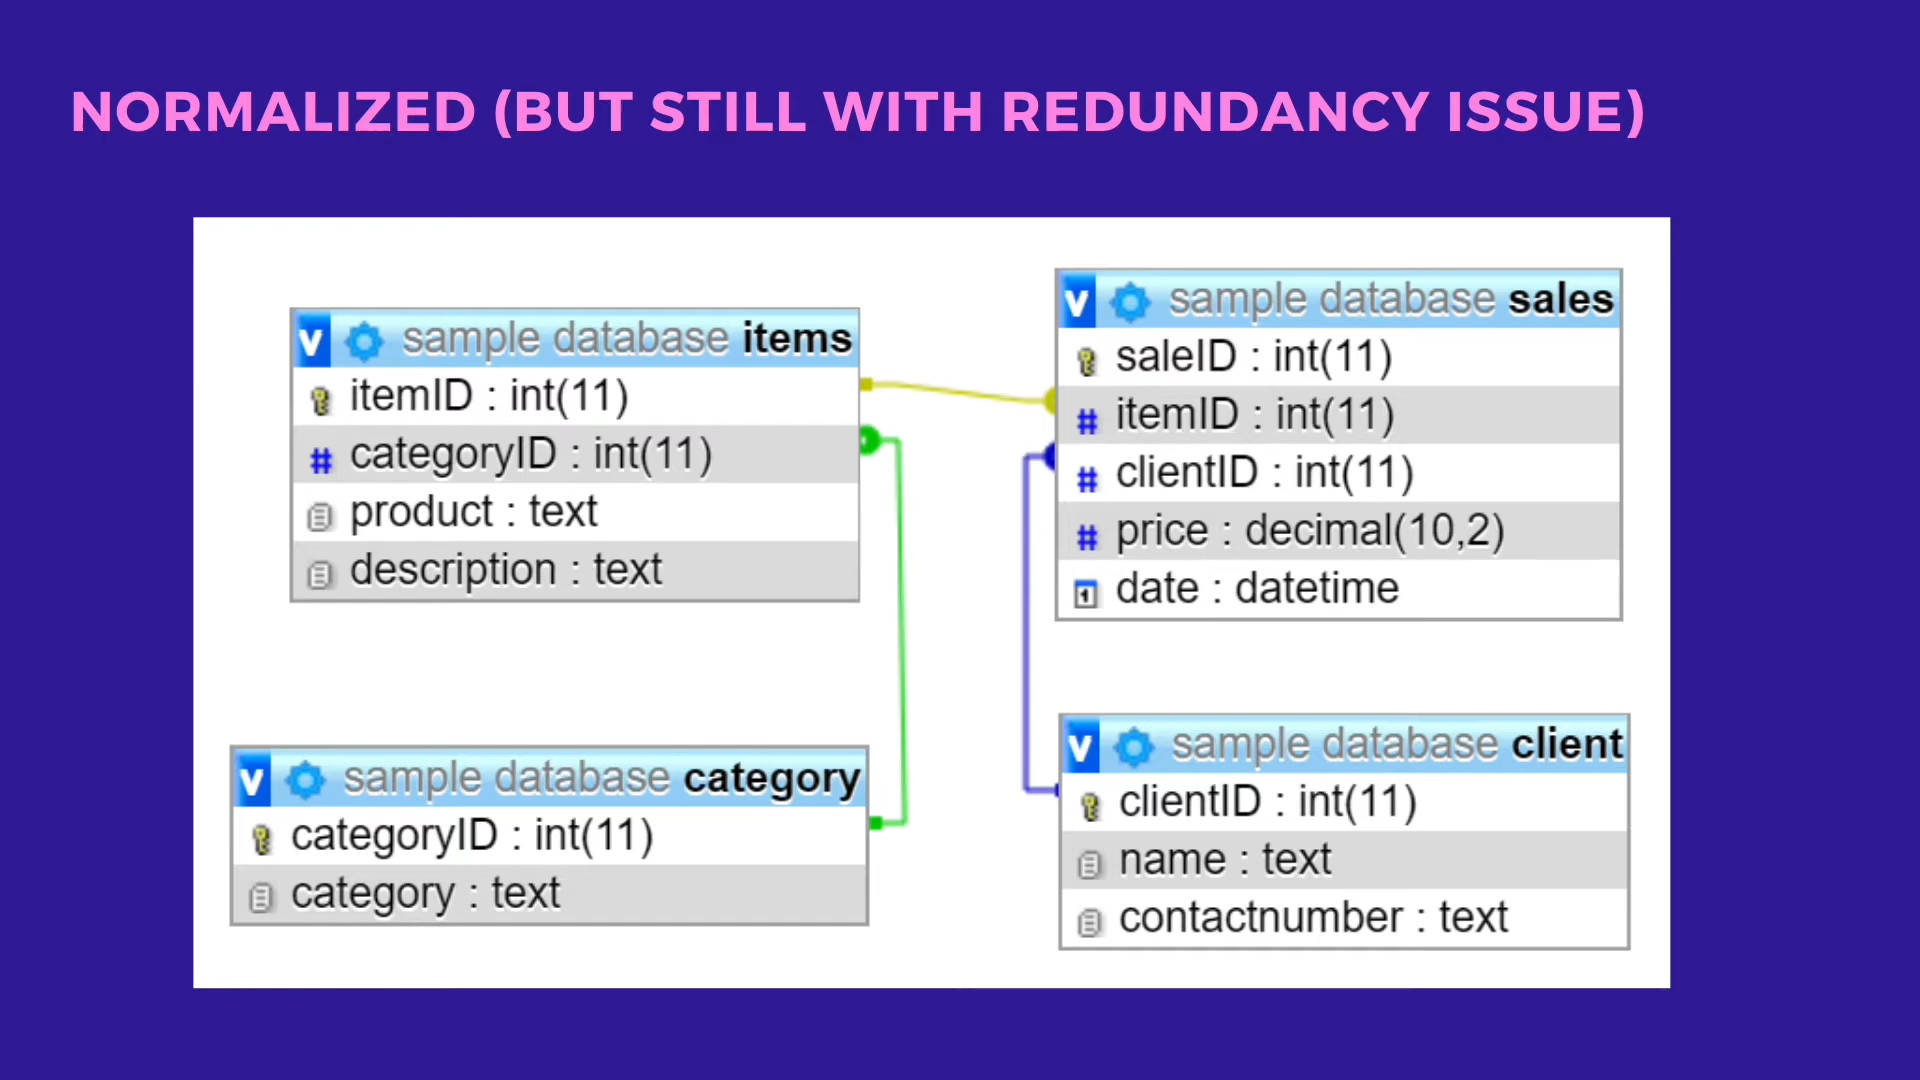 NORMALIZED (BUT STILL WITH REDUNDANCY ISSUE)
v sample database items
itemID : int(11)
# categoryID : int(11)
product : text
description : text
v sample database category
categoryID : int(11)
category : text
v sample database sales
saleID : int(11)
# itemID : int(11)
# clientID : int(11)
# price : decimal(10,2)
1 date : datetime
v sample database client
clientID : int(11)
name : text
contactnumber : text